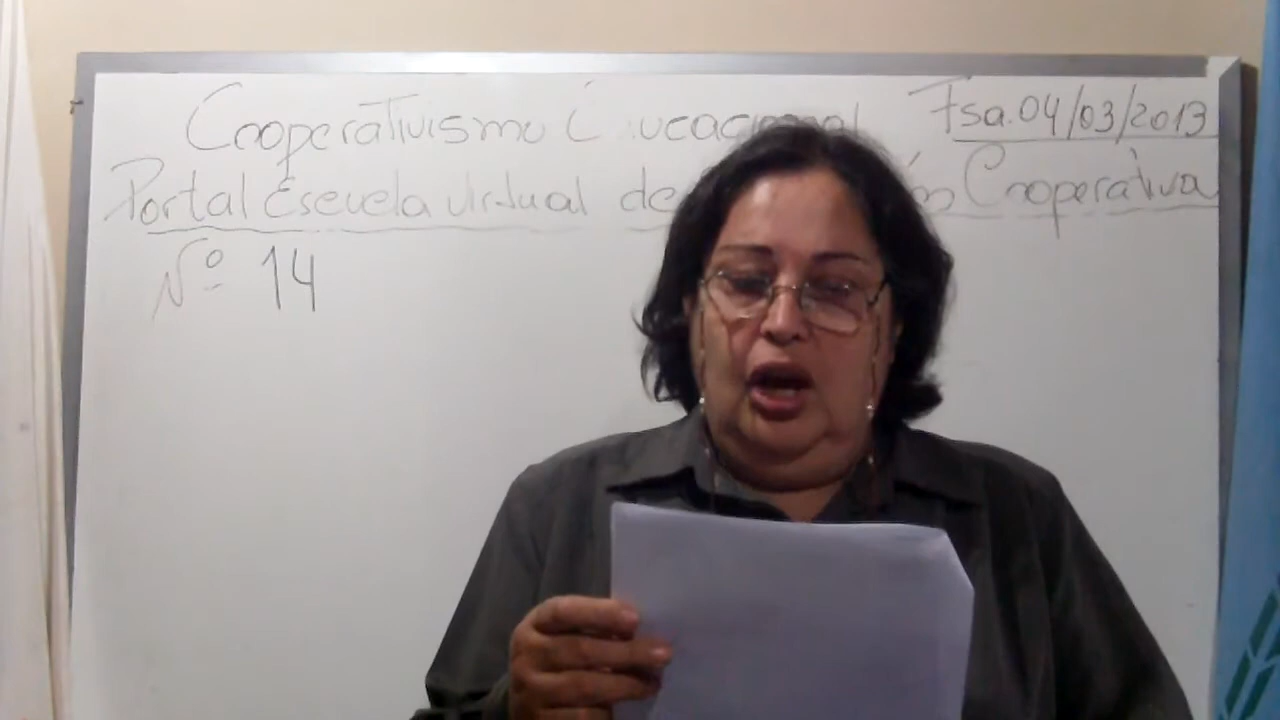 Cooperativismo
Fsa. 04/03/2013
Portal Escuela virtual de Cooperativa
Nº 14